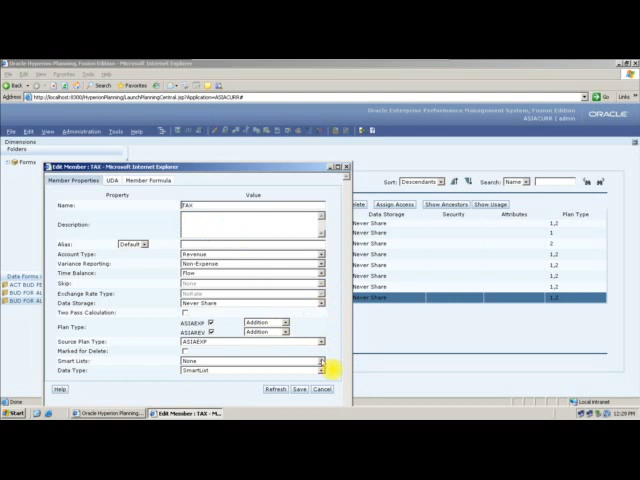 Oracle Hyperion Planning, Fusion Edition - Microsoft Internet Explorer
File Edit View Favorites Tools Help
Back Search Favorites
Address http://localhost:8300/HyperionPlanning/LaunchPlanningCentral.jsp?Application=ASIACURR# Go Links
Oracle Enterprise Performance Management System, Fusion Edition
ASIACURR | admin
ORACLE
File Edit View Administration Tools Help
Dimensions
Folders
Forms
Edit Member : TAX - Microsoft Internet Explorer
Member Properties UDA Member Formula
Property Value
Name: TAX
Description:
Alias: Default
Account Type: Revenue
Variance Reporting: Non-Expense
Time Balance: Flow
Skip: None
Exchange Rate Type: NoRate
Data Storage: Never Share
Two Pass Calculation:
Plan Type: ASIAEXP Addition
ASIAREV Addition
Source Plan Type: ASIAEXP
Marked for Delete:
Smart Lists: None
Data Type: SmartList
Help Refresh Save Cancel
Sort: Descendants Search: Name
Assign Access Show Ancestors Show Usage
Data Storage Security Attributes Plan Type
Never Share 1,2
Never Share 1
Never Share 2
Never Share 1,2
Never Share 1,2
Never Share 1,2
Never Share 1,2
Never Share 1,2
Data Forms
ACT BUD FE
BUD FOR AL
BUD FOR AL
Done Local intranet
Start Oracle Hyperion Planning... Edit Member : TAX - M... 12:29 PM